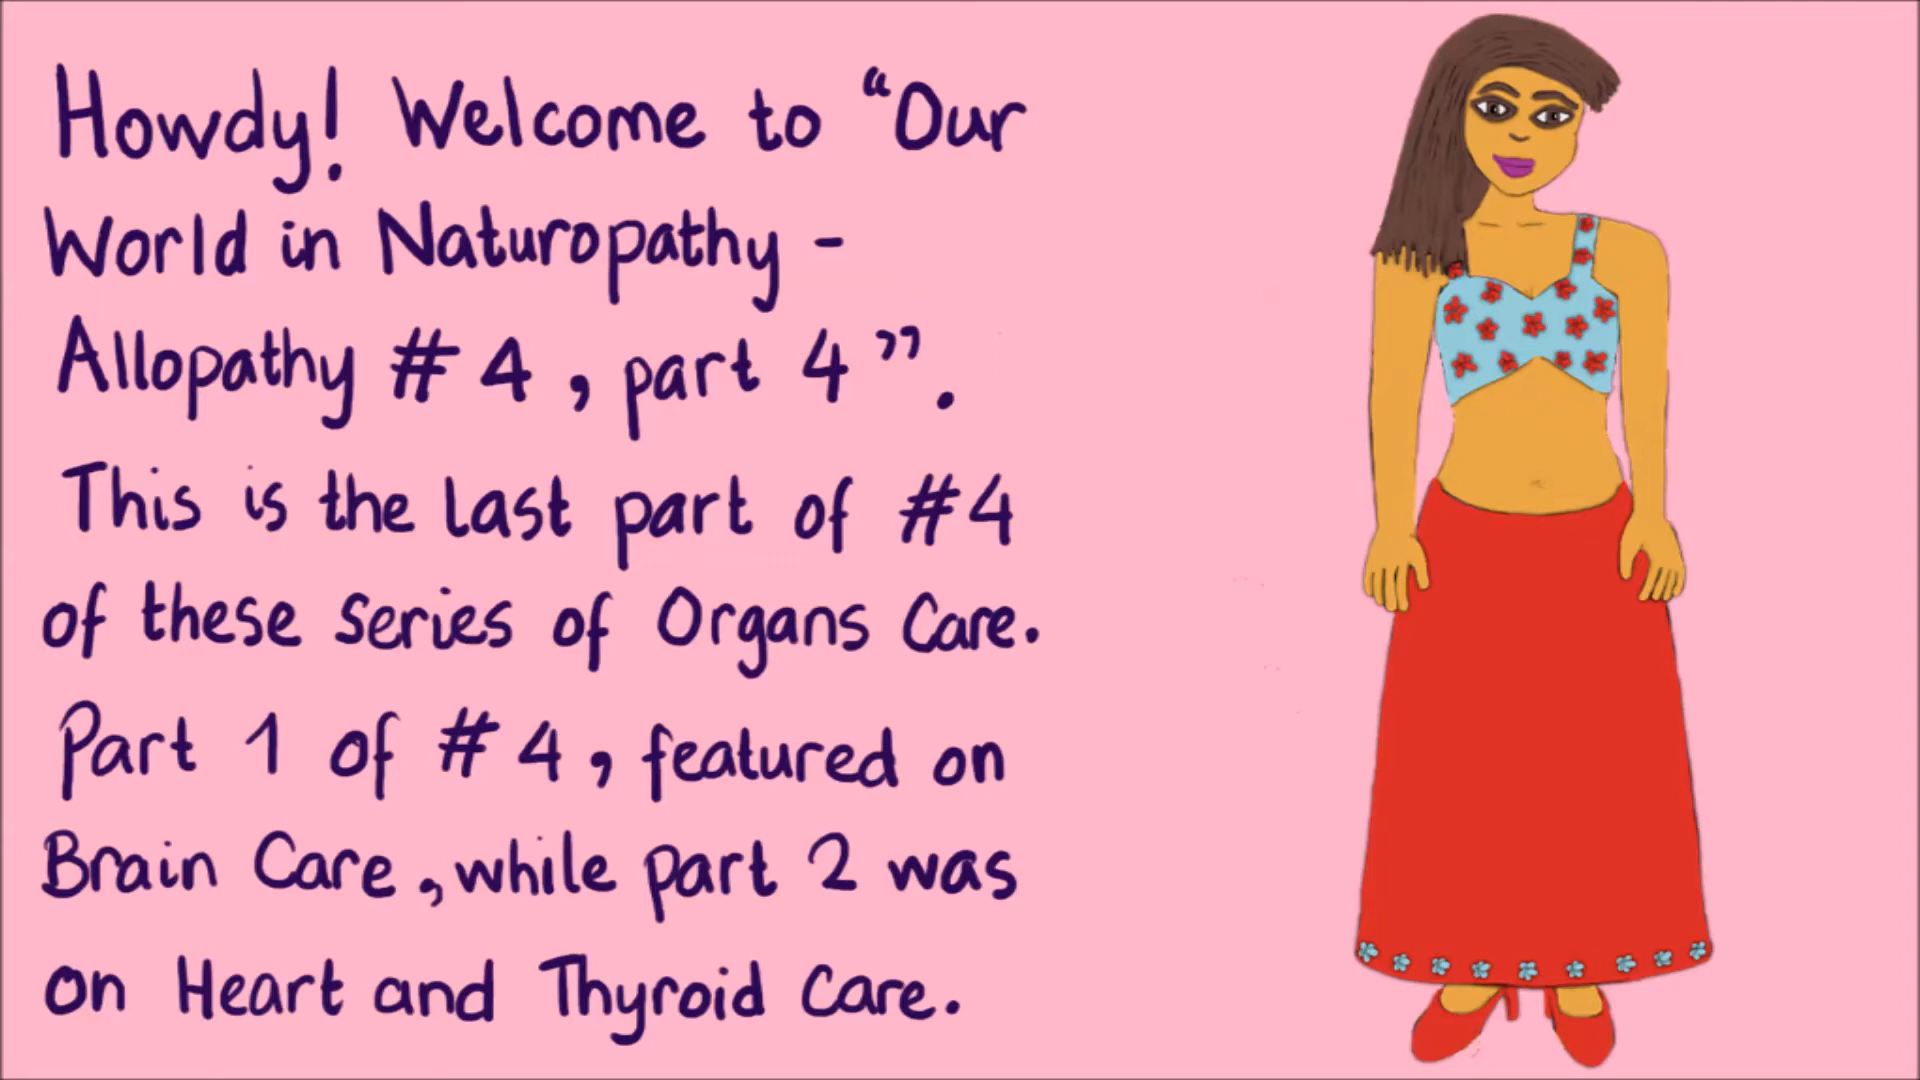 Howdy! Welcome to “Our
World in Naturopathy -
Allopathy #4, part 4”.
This is the last part of #4
of these series of Organs Care.
Part 1 of #4, featured on
Brain Care, while part 2 was
on Heart and Thyroid Care.